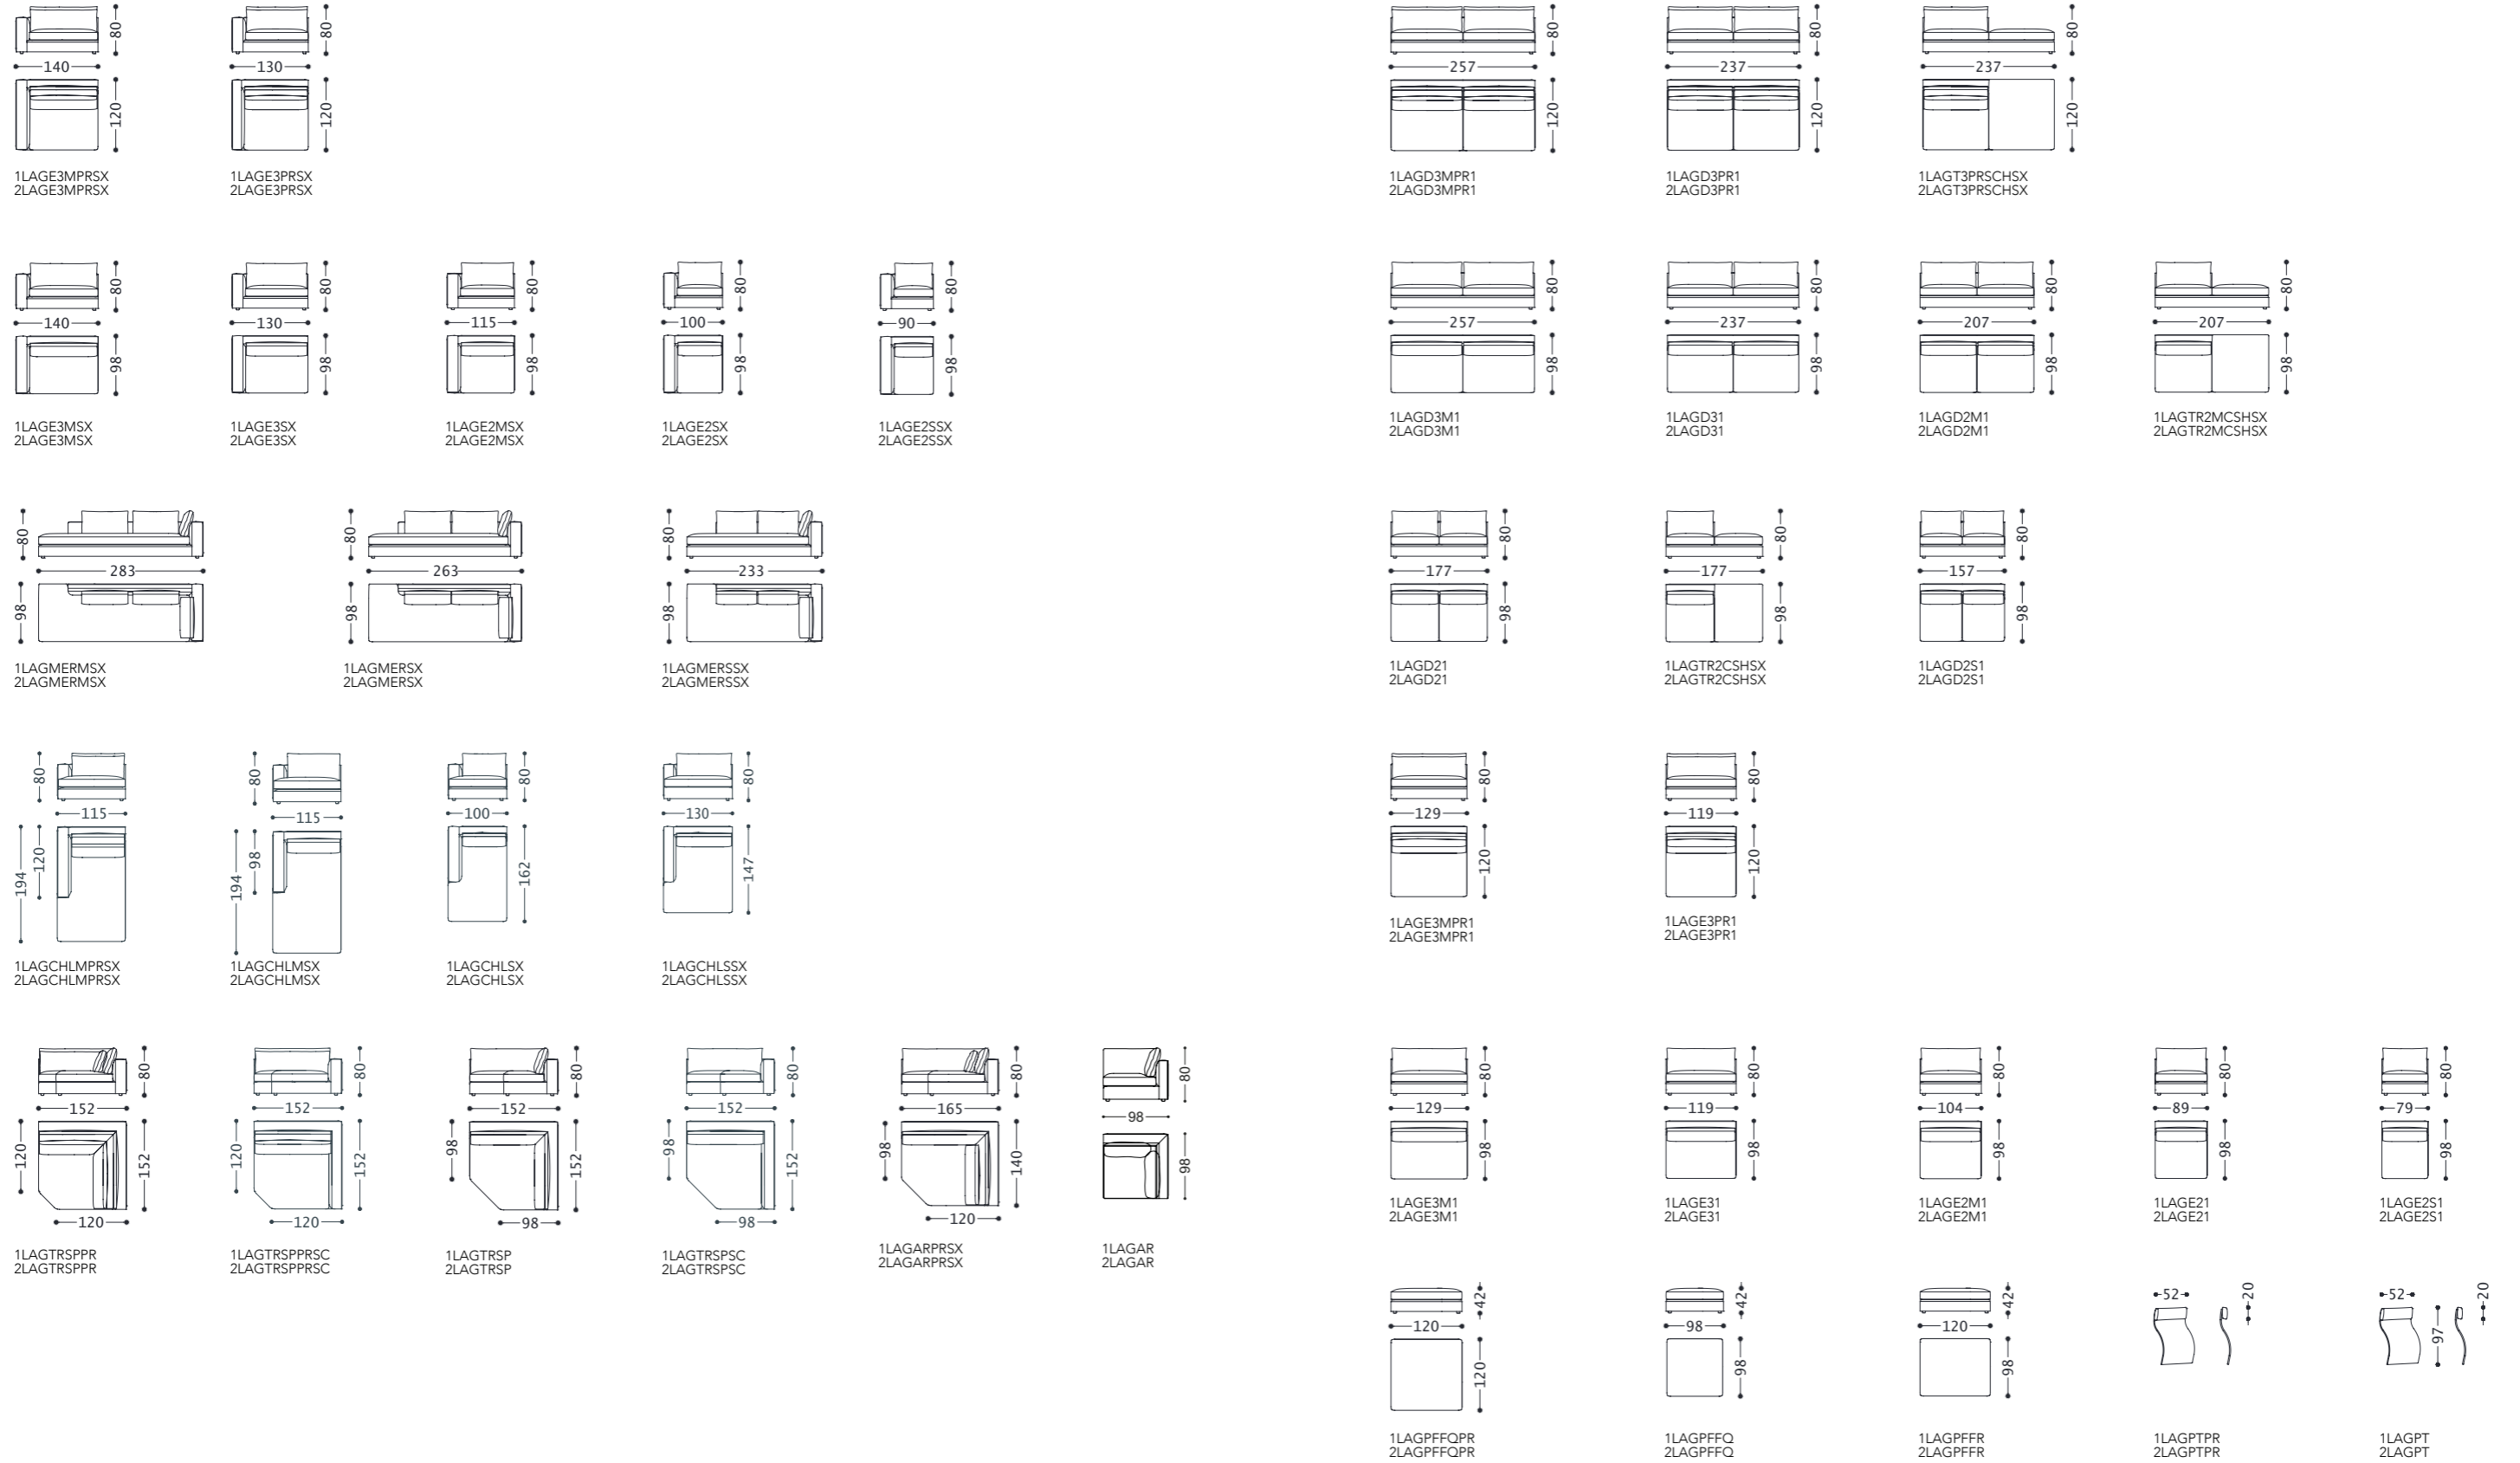 80
140
120
1LAGE3MPRSX
2LAGE3MPRSX
80
130
120
1LAGE3PRSX
2LAGE3PRSX
80
140
98
1LAGE3MSX
2LAGE3MSX
80
130
98
1LAGE3SX
2LAGE3SX
80
115
98
1LAGE2MSX
2LAGE2MSX
80
100
98
1LAGE2SX
2LAGE2SX
80
90
98
1LAGE2SSX
2LAGE2SSX
80
283
98
1LAGMERMSX
2LAGMERMSX
80
263
98
1LAGMERSX
2LAGMERSX
80
233
98
1LAGMERSSX
2LAGMERSSX
80
115
120
194
1LAGCHLMPRSX
2LAGCHLMPRSX
80
115
98
194
1LAGCHLMSX
2LAGCHLMSX
80
100
162
1LAGCHLSX
2LAGCHLSX
80
130
147
1LAGCHLSSX
2LAGCHLSSX
80
152
120
152
120
1LAGTRSPPR
2LAGTRSPPR
80
152
120
152
120
1LAGTRSPPRSC
2LAGTRSPPRSC
80
152
98
152
98
1LAGTRSP
2LAGTRSP
80
152
98
152
98
1LAGTRSPSC
2LAGTRSPSC
80
165
98
140
120
1LAGARPRSX
2LAGARPRSX
80
98
98
1LAGAR
2LAGAR
80
257
120
1LAGD3MPR1
2LAGD3MPR1
80
237
120
1LAGD3PR1
2LAGD3PR1
80
237
120
1LAGT3PRSCHSX
2LAGT3PRSCHSX
80
257
98
1LAGD3M1
2LAGD3M1
80
237
98
1LAGD31
2LAGD31
80
207
98
1LAGD2M1
2LAGD2M1
80
207
98
1LAGTR2MCSHSX
2LAGTR2MCSHSX
80
177
98
1LAGD21
2LAGD21
80
177
98
1LAGTR2CSHSX
2LAGTR2CSHSX
80
157
98
1LAGD2S1
2LAGD2S1
80
129
120
1LAGE3MPR1
2LAGE3MPR1
80
119
120
1LAGE3PR1
2LAGE3PR1
80
129
98
1LAGE3M1
2LAGE3M1
80
119
98
1LAGE31
2LAGE31
80
104
98
1LAGE2M1
2LAGE2M1
80
89
98
1LAGE21
2LAGE21
80
79
98
1LAGE2S1
2LAGE2S1
42
120
120
1LAGPFFQPR
2LAGPFFQPR
42
98
98
1LAGPFFQ
2LAGPFFQ
42
120
98
1LAGPFFR
2LAGPFFR
52
20
1LAGPTPR
2LAGPTPR
52
20
97
1LAGPT
2LAGPT